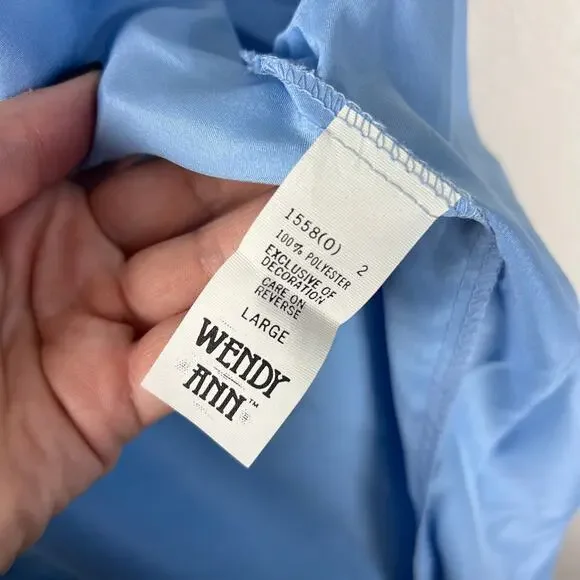 1558(0) 2
100% POLYESTER
EXCLUSIVE OF
DECORATION
CARE ON
REVERSE
LARGE
WENDY
ANN™